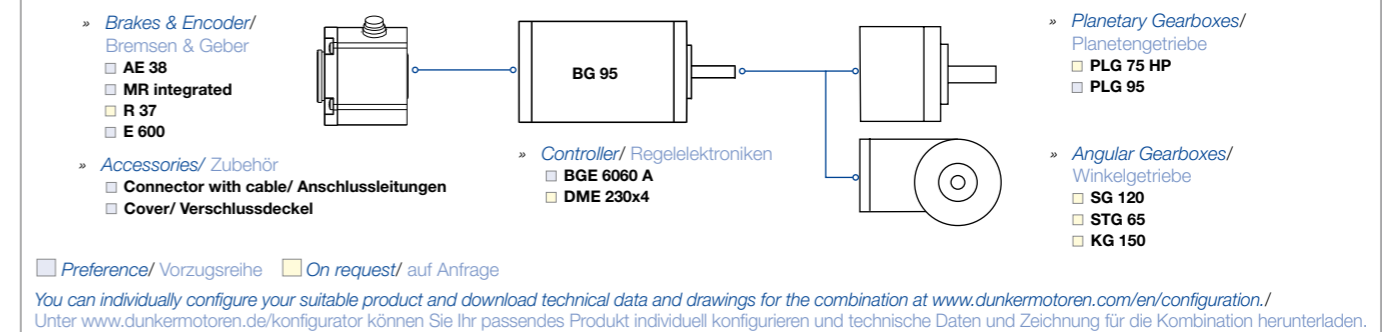 » Brakes & Encoder/
Bremsen & Geber
AE 38
MR integrated
R 37
E 600
» Accessories/ Zubehör
Connector with cable/ Anschlussleitungen
Cover/ Verschlussdeckel
BG 95
» Controller/ Regelelektroniken
BGE 6060 A
DME 230x4
» Planetary Gearboxes/
Planetengetriebe
PLG 75 HP
PLG 95
» Angular Gearboxes/
Winkelgetriebe
SG 120
STG 65
KG 150
Preference/ Vorzugsreihe On request/ auf Anfrage
You can individually configure your suitable product and download technical data and drawings for the combination at www.dunkermotoren.com/en/configuration./
Unter www.dunkermotoren.de/konfigurator können Sie Ihr passendes Produkt individuell konfigurieren und technische Daten und Zeichnung für die Kombination herunterladen.